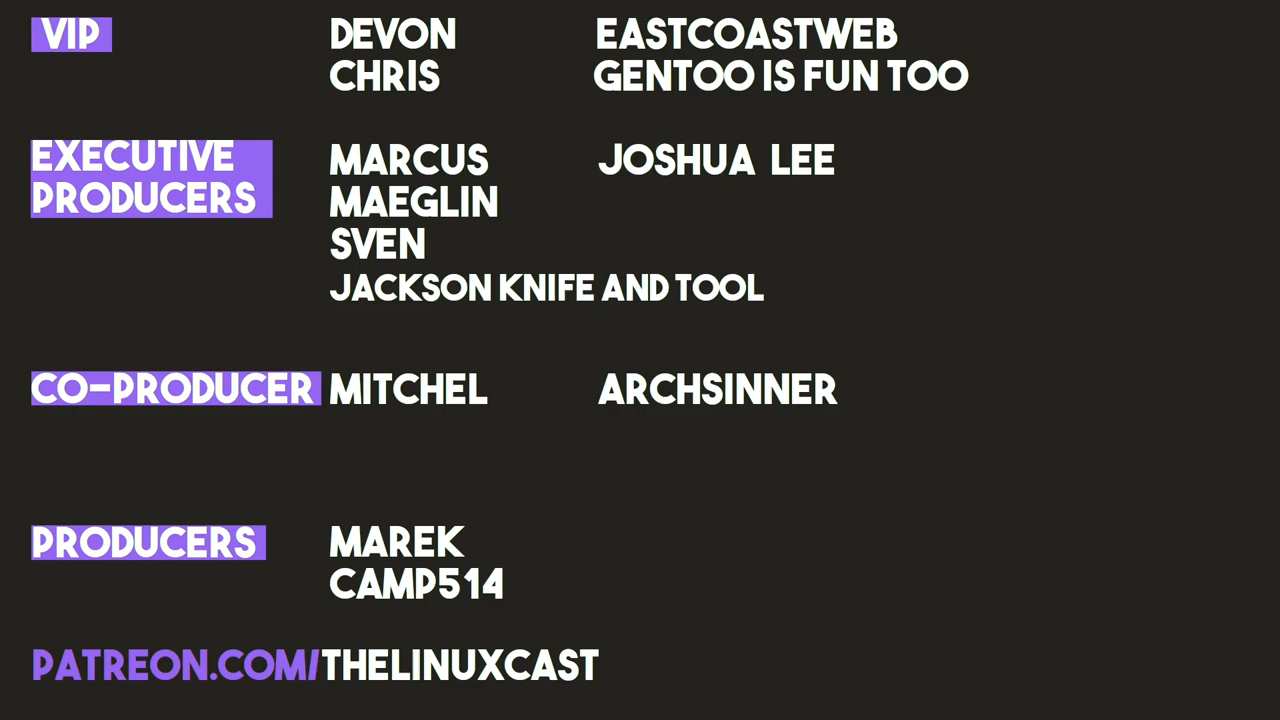 VIP DEVON EASTCOASTWEB
CHRIS GENTOO IS FUN TOO
EXECUTIVE MARCUS JOSHUA LEE
PRODUCERS MAEGLIN
SVEN
JACKSON KNIFE AND TOOL
CO-PRODUCER MITCHEL ARCHSINNER
PRODUCERS MAREK
CAMP514
PATREON.COM/THELINUXCAST